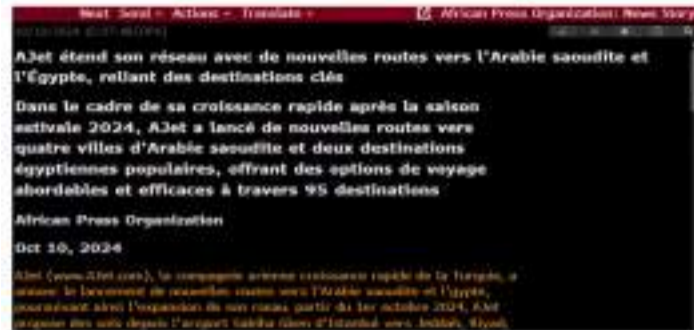 Next Send Actions Translate African Press Organization: News Story
AJet étend son réseau avec de nouvelles routes vers l'Arabie saoudite et
l'Égypte, reliant des destinations clés
Dans le cadre de sa croissance rapide après la saison
estivale 2024, AJet a lancé de nouvelles routes vers
quatre villes d'Arabie saoudite et deux destinations
égyptiennes populaires, offrant des options de voyage
abordables et efficaces à travers 95 destinations
African Press Organization
Oct 10, 2024
AJet (www.AJet.com), la compagnie aérienne croissance rapide de la Turquie, a
annoncé le lancement de nouvelles routes vers l'Arabie saoudite et l'Égypte,
poursuivant ainsi l'expansion de son réseau. partir du 1er octobre 2024, AJet
propose des vols depuis l'aéroport Sabiha d'Istanbul vers